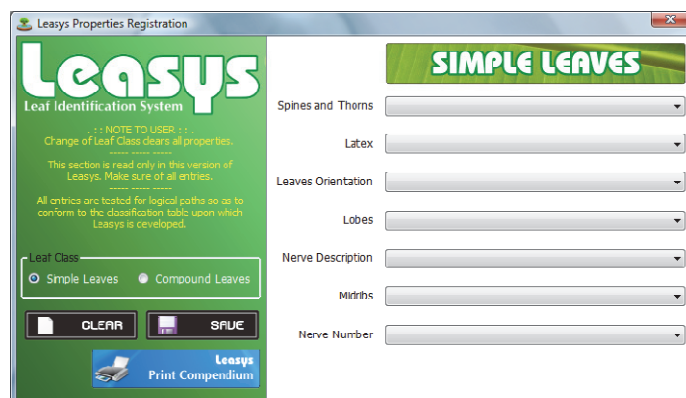 Leasys Properties Registration
Leasys
Leaf Identification System
. : : NOTE TO USER : : .
Change of Leaf Class clears all properties.
----- ----- -----
This section is read only in this version of
Leasys. Make sure of all entries.
----- ----- -----
All entries are tested for logical paths so as to
conform to the classification table upon which
Leasys is developed.
Leaf Class
Simple Leaves
Compound Leaves
CLEAR
SAVE
Leasys
Print Compendium
SIMPLE LEAVES
Spines and Thorns
Latex
Leaves Orientation
Lobes
Nerve Description
Midribs
Nerve Number